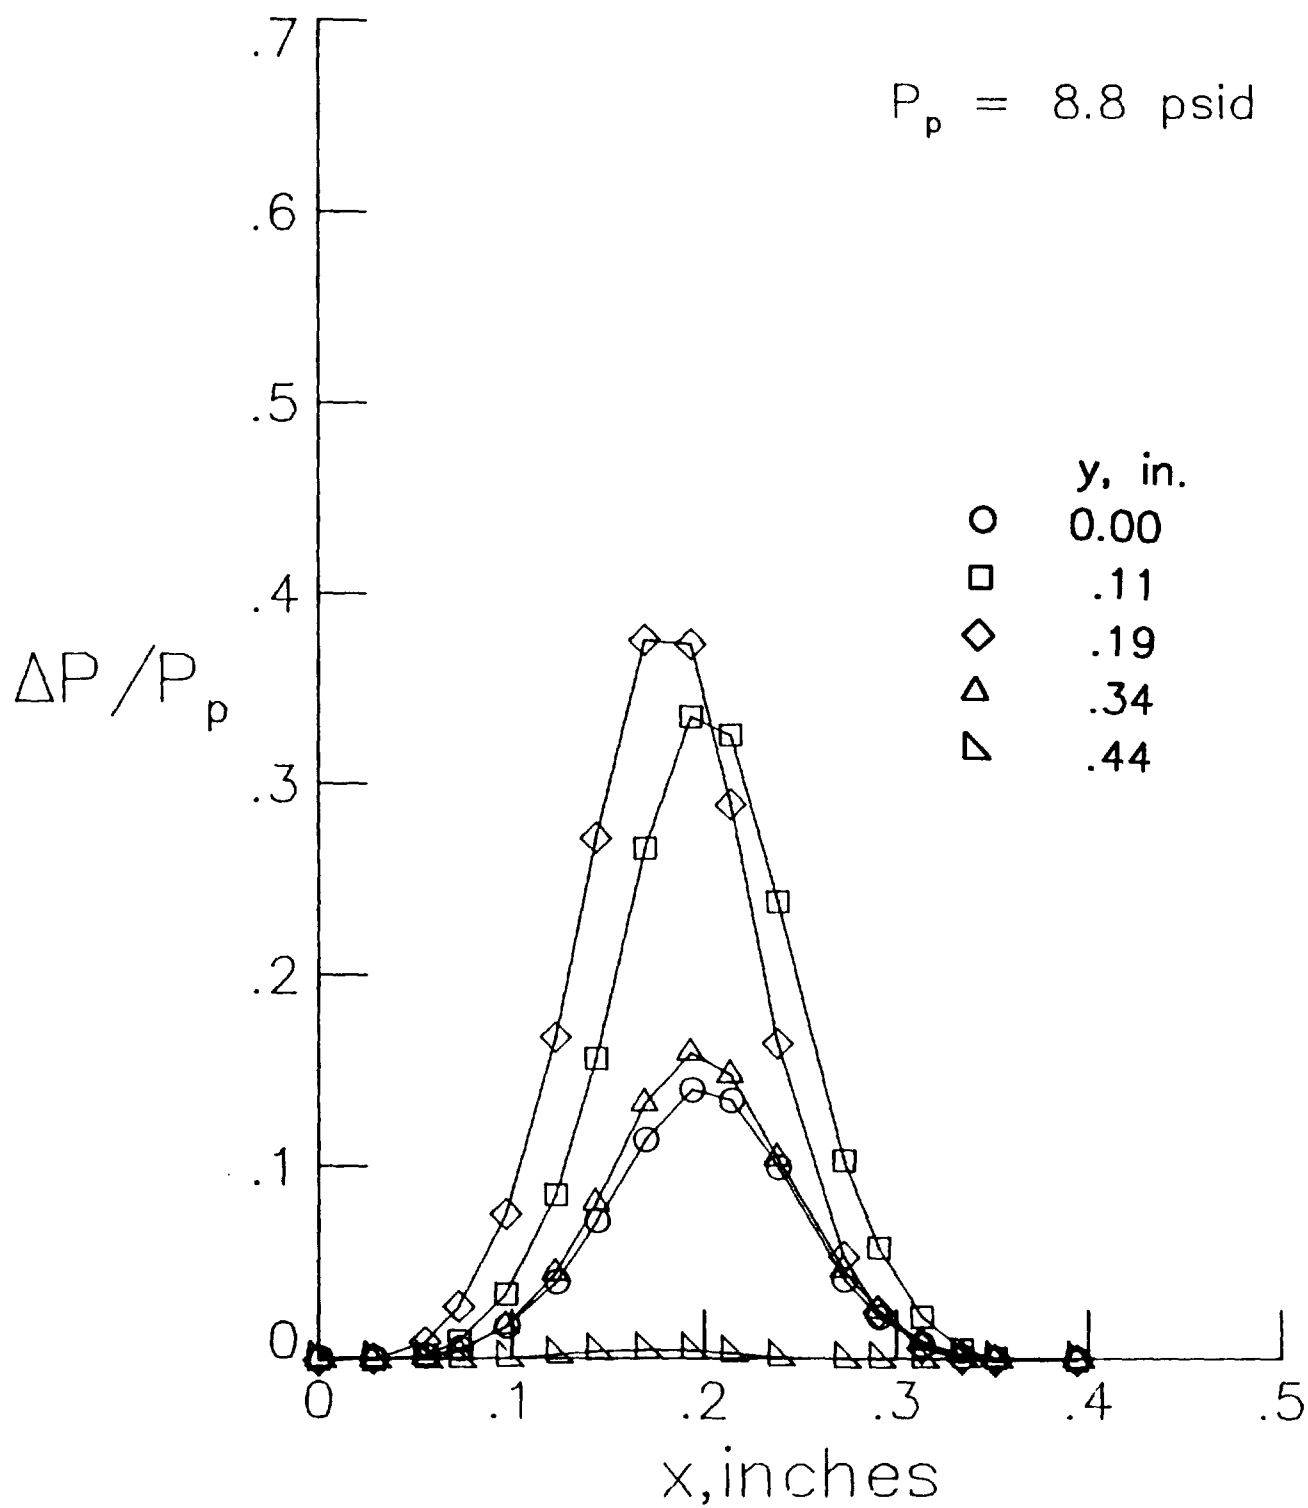 .7
P_p = 8.8 psid
.6
.5
y, in.
0.00
.11
.19
.34
.44
.4
ΔP/P_p
.3
.2
.1
0
0 .1 .2 .3 .4 .5
x, inches